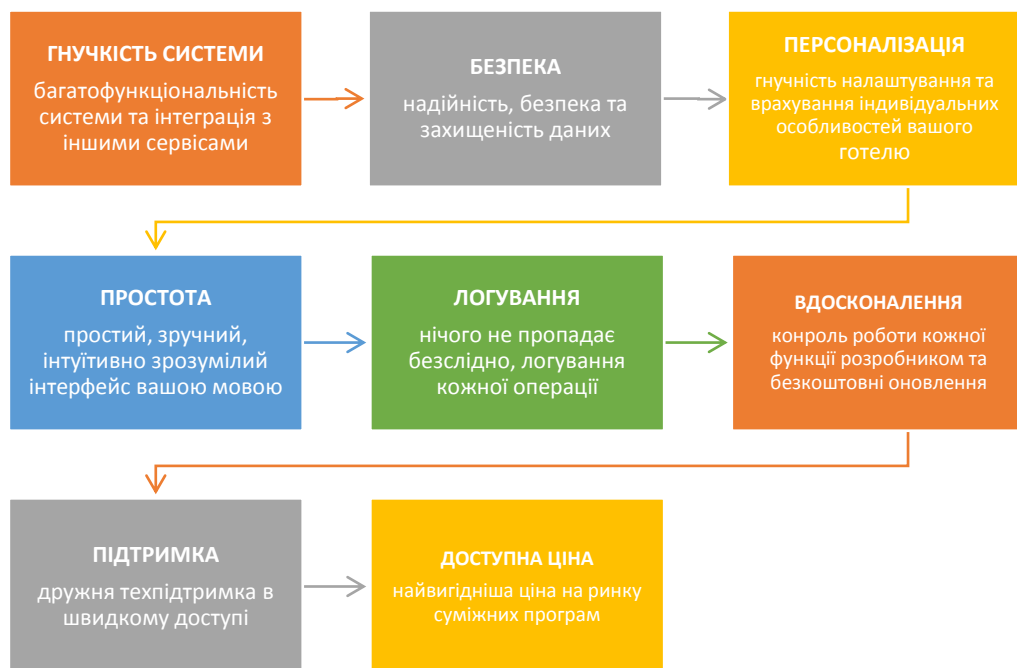 ГНУЧКІСТЬ СИСТЕМИ
багатофункціональність
системи та інтеграція з
іншими сервісами
БЕЗПЕКА
надійність, безпека та
захищеність даних
ПЕРСОНАЛІЗАЦІЯ
гнучність налаштування та
врахування індивідуальних
особливостей вашого
готелю
ПРОСТОТА
простий, зручний,
інтуїтивно зрозумілий
інтерфейс вашою мовою
ЛОГУВАННЯ
нічого не пропадає
безслідно, логування
кожної операції
ВДОСКОНАЛЕННЯ
конроль роботи кожної
функції розробником та
безкоштовні оновлення
ПІДТРИМКА
дружня техпідтримка в
швидкому доступі
ДОСТУПНА ЦІНА
найвигідніша ціна на ринку
суміжних програм